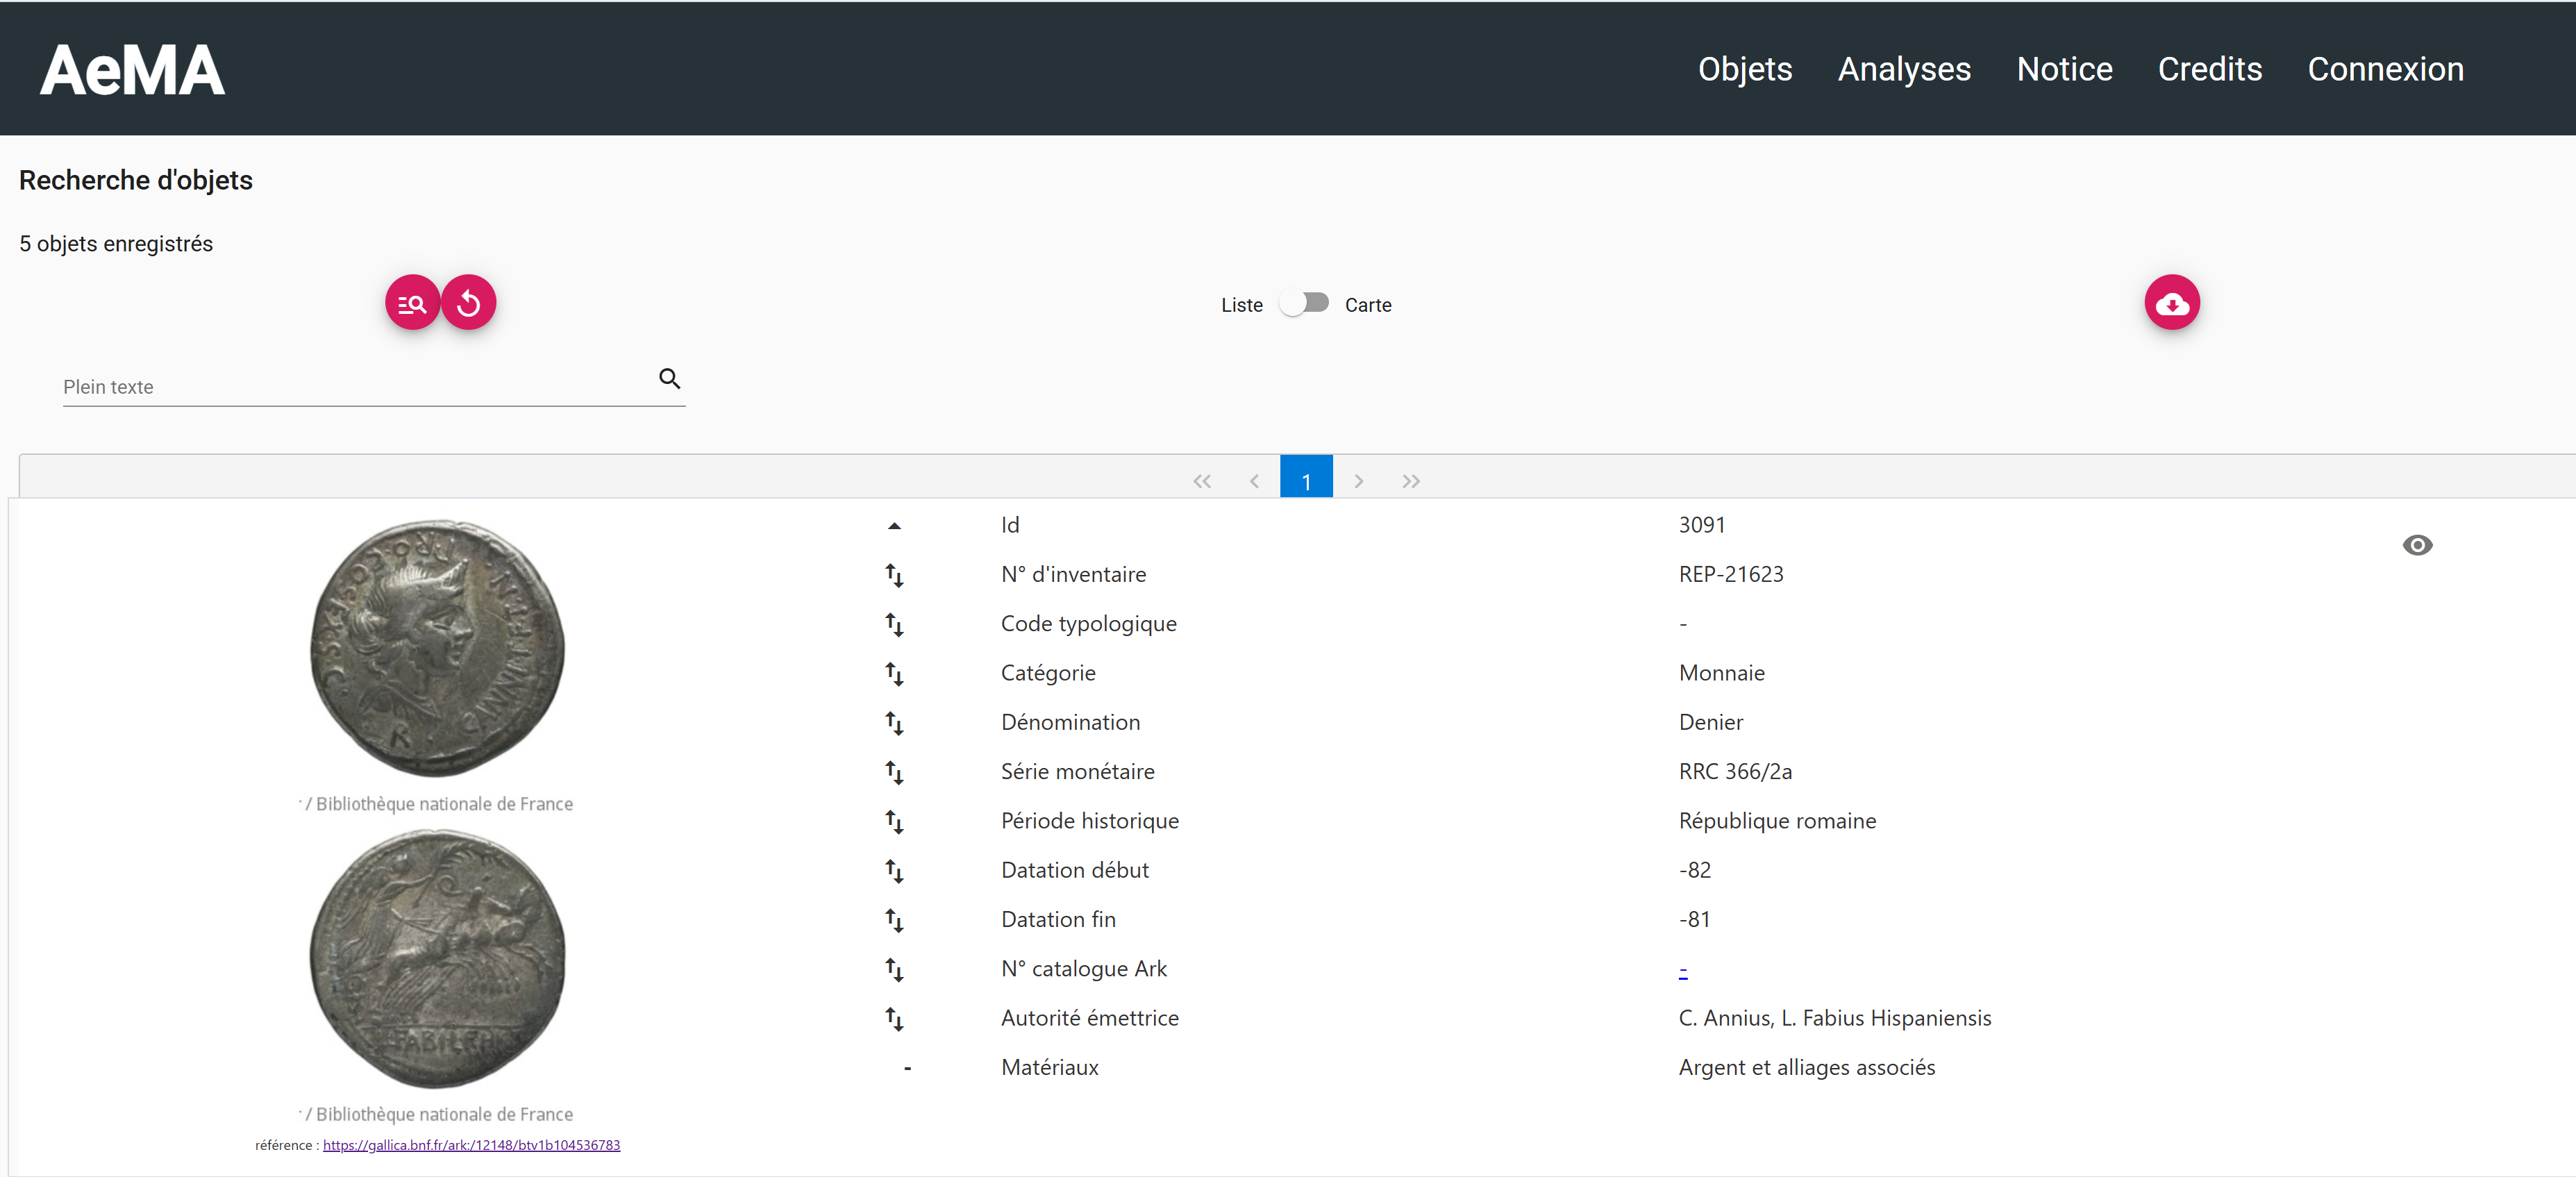 AeMA
Objets Analyses Notice Credits Connexion
Recherche d'objets
5 objets enregistrés
Liste Carte
Plein texte
« ‹ 1 › »
Id 3091
N° d'inventaire REP-21623
Code typologique -
Catégorie Monnaie
Dénomination Denier
Série monétaire RRC 366/2a
Période historique République romaine
Datation début -82
Datation fin -81
N° catalogue Ark -
Autorité émettrice C. Annius, L. Fabius Hispaniensis
- Matériaux Argent et alliages associés
/ Bibliothèque nationale de France
/ Bibliothèque nationale de France
référence : https://gallica.bnf.fr/ark:/12148/btv1b104536783